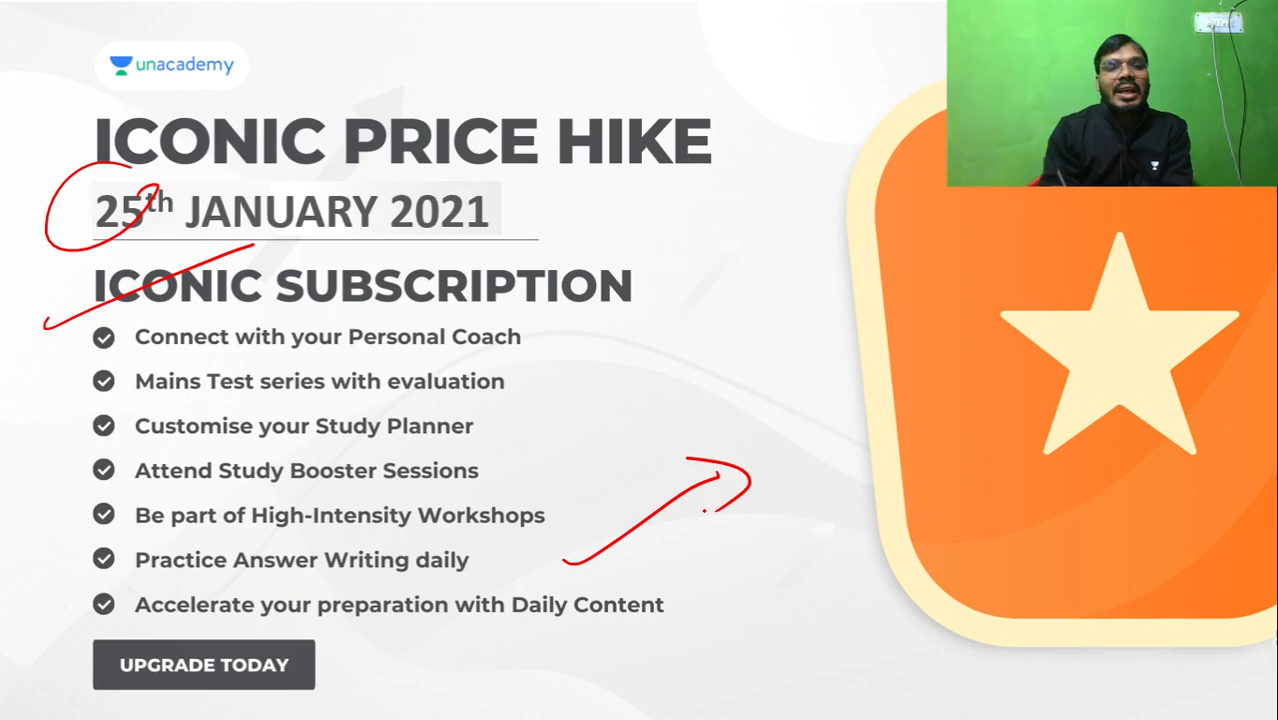 unacademy
ICONIC PRICE HIKE
25th JANUARY 2021
ICONIC SUBSCRIPTION
Connect with your Personal Coach
Mains Test series with evaluation
Customise your Study Planner
Attend Study Booster Sessions
Be part of High-Intensity Workshops
Practice Answer Writing daily
Accelerate your preparation with Daily Content
UPGRADE TODAY